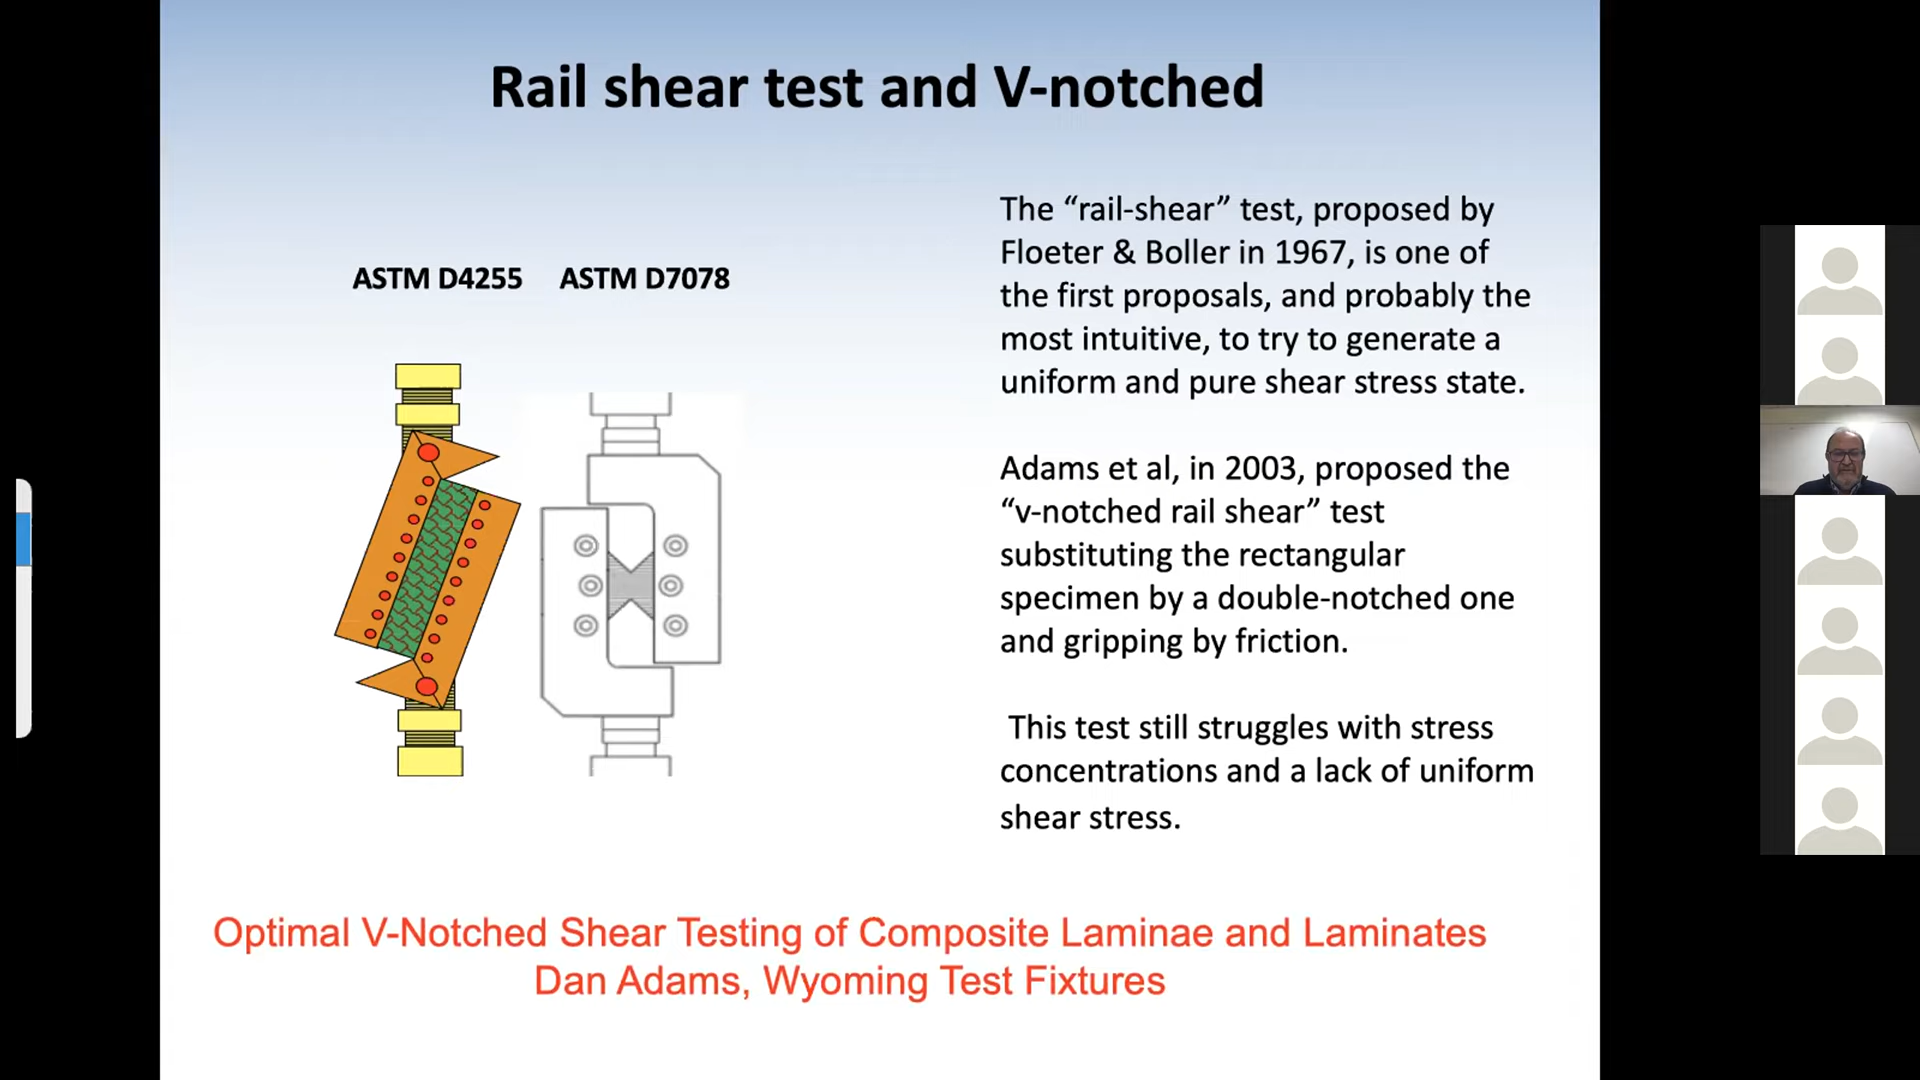 Rail shear test and V-notched
ASTM D4255 ASTM D7078
The “rail-shear” test, proposed by
Floeter & Boller in 1967, is one of
the first proposals, and probably the
most intuitive, to try to generate a
uniform and pure shear stress state.
Adams et al, in 2003, proposed the
“v-notched rail shear” test
substituting the rectangular
specimen by a double-notched one
and gripping by friction.
This test still struggles with stress
concentrations and a lack of uniform
shear stress.
Optimal V-Notched Shear Testing of Composite Laminae and Laminates
Dan Adams, Wyoming Test Fixtures